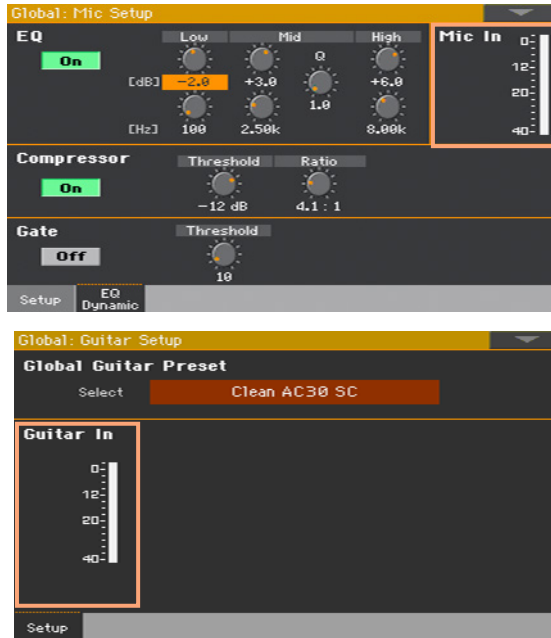 Global: Mic Setup
EQ
On
Low Mid High
Q
[dB] -2.0 +3.0 +6.0
1.0
[Hz] 100 2.50k 8.00k
Mic In
0
12
20
40
Compressor
On
Threshold Ratio
-12 dB 4.1 : 1
Gate
Off
Threshold
10
Setup EQ Dynamic
Global: Guitar Setup
Global Guitar Preset
Select Clean AC30 SC
Guitar In
0
12
20
40
Setup